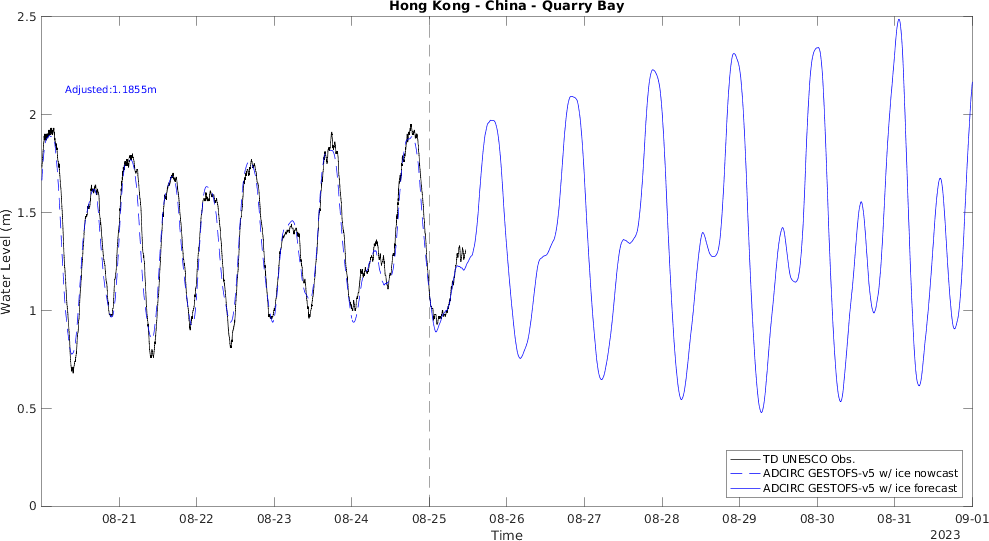 Hong Kong - China - Quarry Bay
Adjusted:1.1855m
Water Level (m)
2.5
2
1.5
1
0.5
0
08-21 08-22 08-23 08-24 08-25 08-26 08-27 08-28 08-29 08-30 08-31 09-01
Time
2023
TD UNESCO Obs.
ADCIRC GESTOFS-v5 w/ ice nowcast
ADCIRC GESTOFS-v5 w/ ice forecast